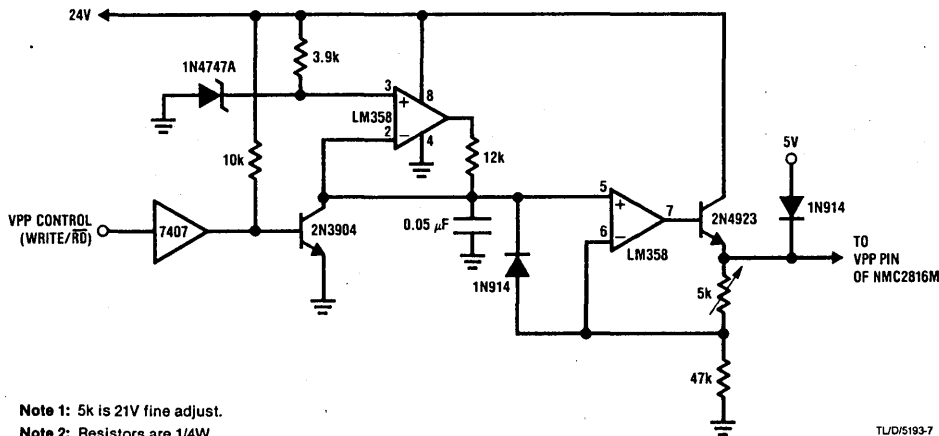 24V
3.9k
1N4747A
3
8
+
LM358
2
−
4
10k
12k
5V
5
+
7
2N4923
1N914
VPP CONTROL
(WRITE/RD)
7407
2N3904
0.05 μF
6
−
LM358
TO
VPP PIN
OF NMC2816M
1N914
5k
47k
Note 1: 5k is 21V fine adjust.
Note 2: Resistors are 1/4W.
TL/D/5193-7